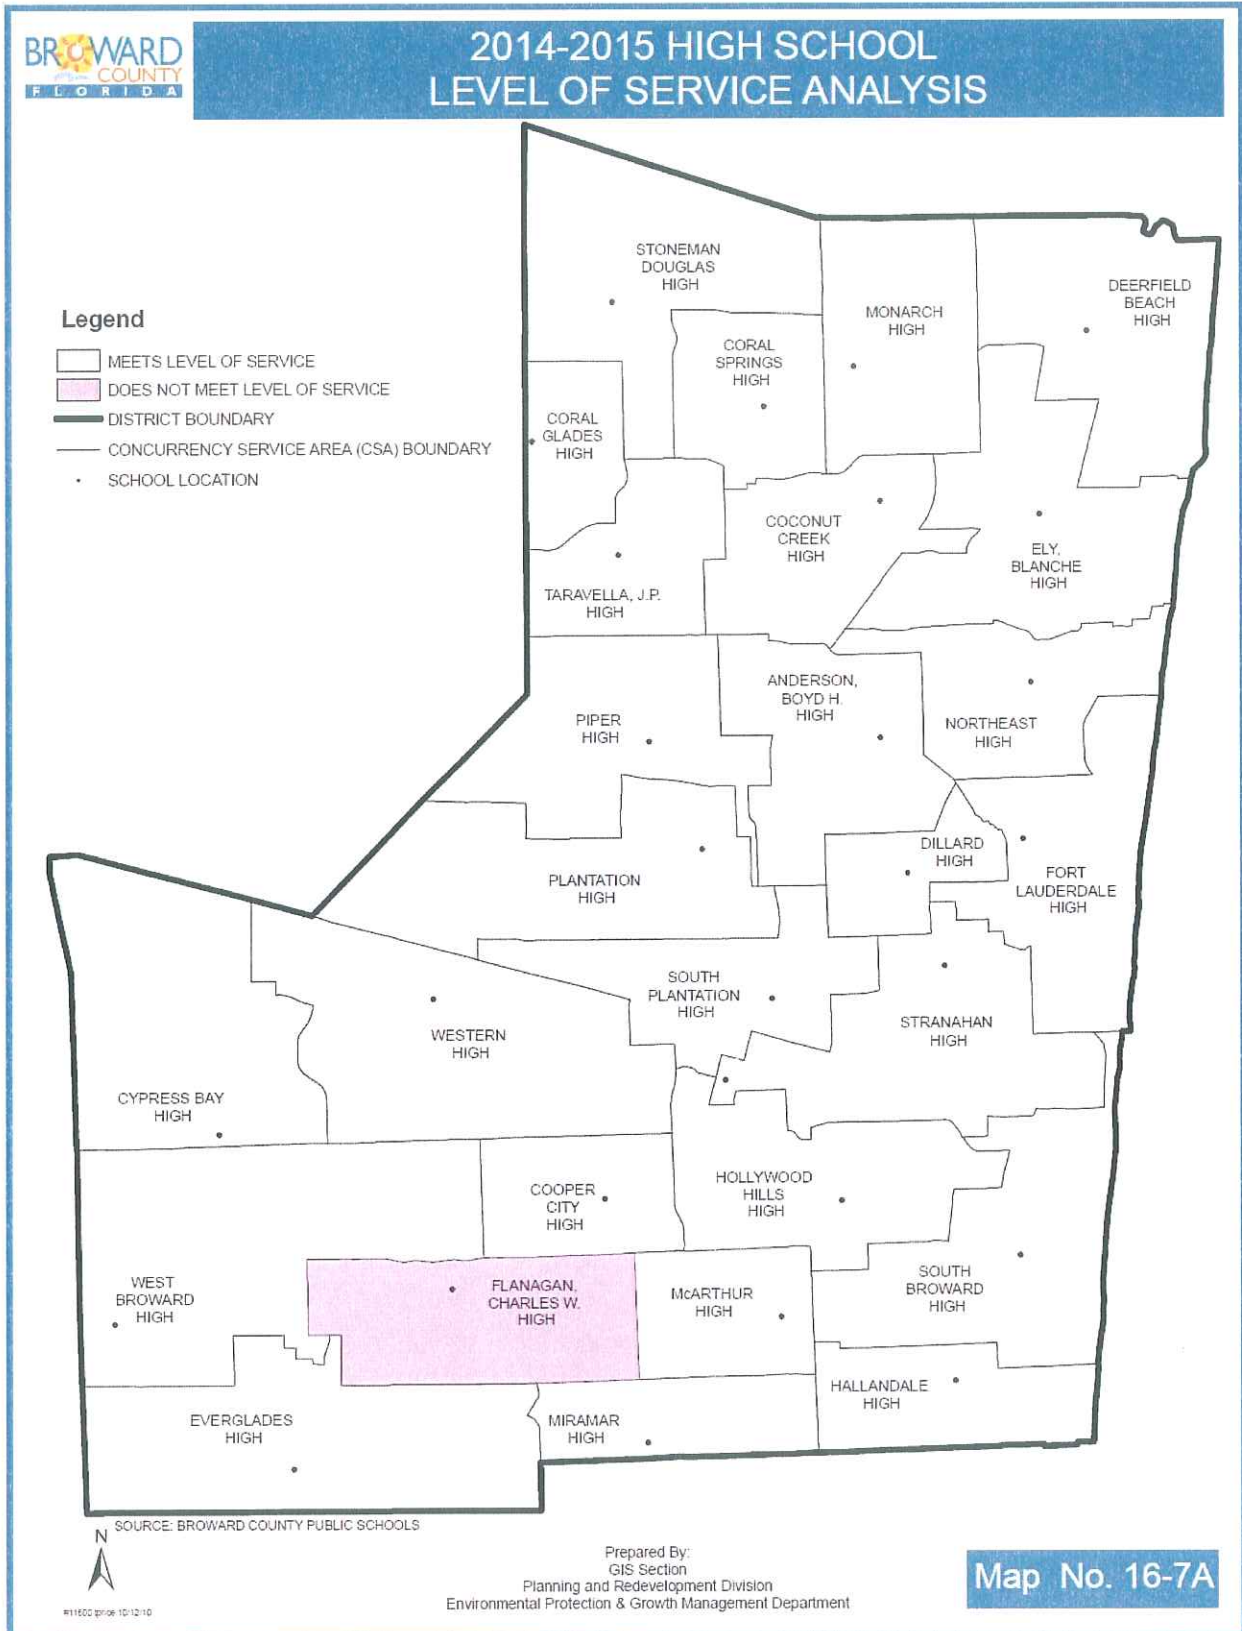 BROWARD
COUNTY
FLORIDA
2014-2015 HIGH SCHOOL
LEVEL OF SERVICE ANALYSIS
Legend
MEETS LEVEL OF SERVICE
DOES NOT MEET LEVEL OF SERVICE
DISTRICT BOUNDARY
CONCURRENCY SERVICE AREA (CSA) BOUNDARY
SCHOOL LOCATION
STONEMAN
DOUGLAS
HIGH
MONARCH
HIGH
DEERFIELD
BEACH
HIGH
CORAL
SPRINGS
HIGH
CORAL
GLADES
HIGH
COCONUT
CREEK
HIGH
ELY,
BLANCHE
HIGH
TARAVELLA, J.P.
HIGH
ANDERSON,
BOYD H.
HIGH
PIPER
HIGH
NORTHEAST
HIGH
DILLARD
HIGH
PLANTATION
HIGH
FORT
LAUDERDALE
HIGH
SOUTH
PLANTATION
HIGH
STRANAHAN
HIGH
WESTERN
HIGH
CYPRESS BAY
HIGH
COOPER
CITY
HIGH
HOLLYWOOD
HILLS
HIGH
WEST
BROWARD
HIGH
FLANAGAN,
CHARLES W.
HIGH
McARTHUR
HIGH
SOUTH
BROWARD
HIGH
HALLANDALE
HIGH
EVERGLADES
HIGH
MIRAMAR
HIGH
SOURCE: BROWARD COUNTY PUBLIC SCHOOLS
N
Prepared By:
GIS Section
Planning and Redevelopment Division
Environmental Protection & Growth Management Department
Map No. 16-7A
10/12/10